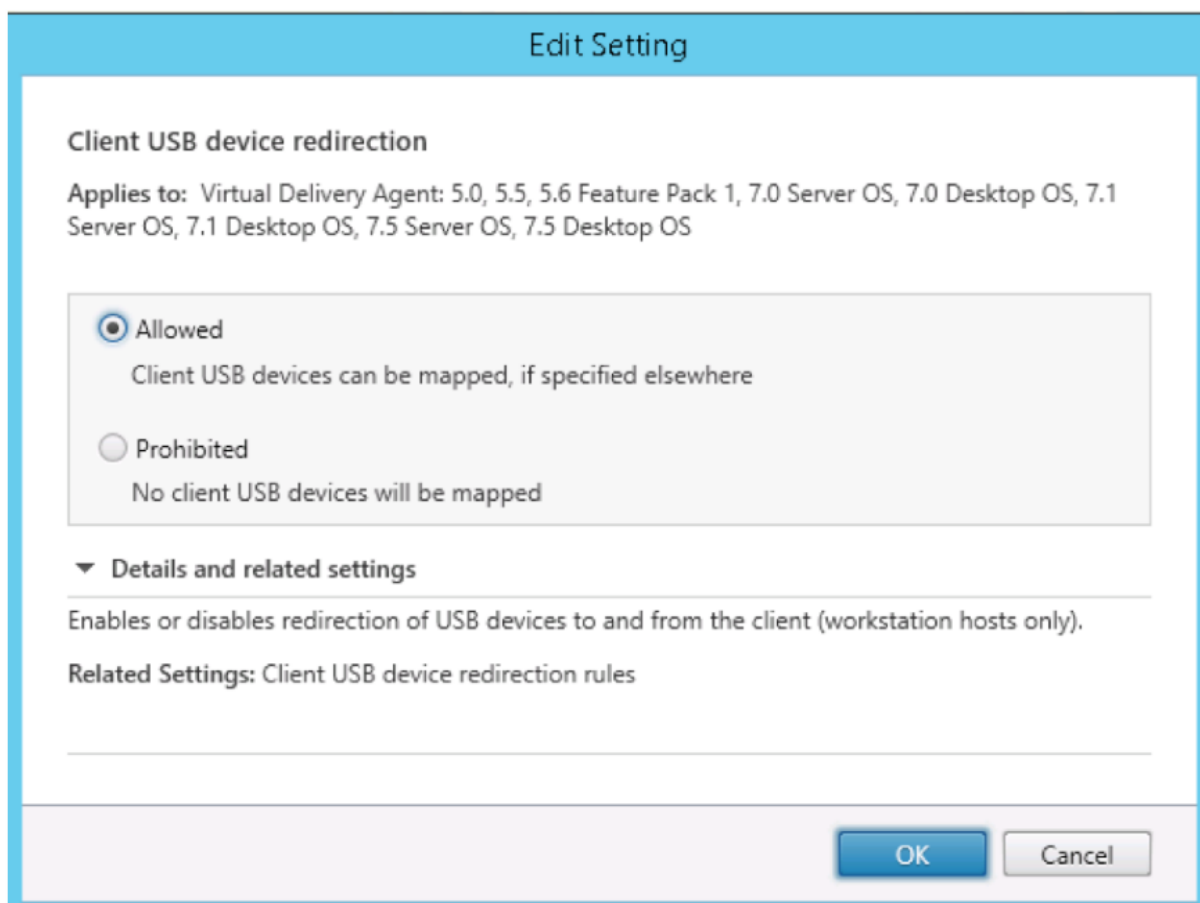 Edit Setting
Client USB device redirection
Applies to: Virtual Delivery Agent: 5.0, 5.5, 5.6 Feature Pack 1, 7.0 Server OS, 7.0 Desktop OS, 7.1
Server OS, 7.1 Desktop OS, 7.5 Server OS, 7.5 Desktop OS
Allowed
Client USB devices can be mapped, if specified elsewhere
Prohibited
No client USB devices will be mapped
Details and related settings
Enables or disables redirection of USB devices to and from the client (workstation hosts only).
Related Settings: Client USB device redirection rules
OK Cancel